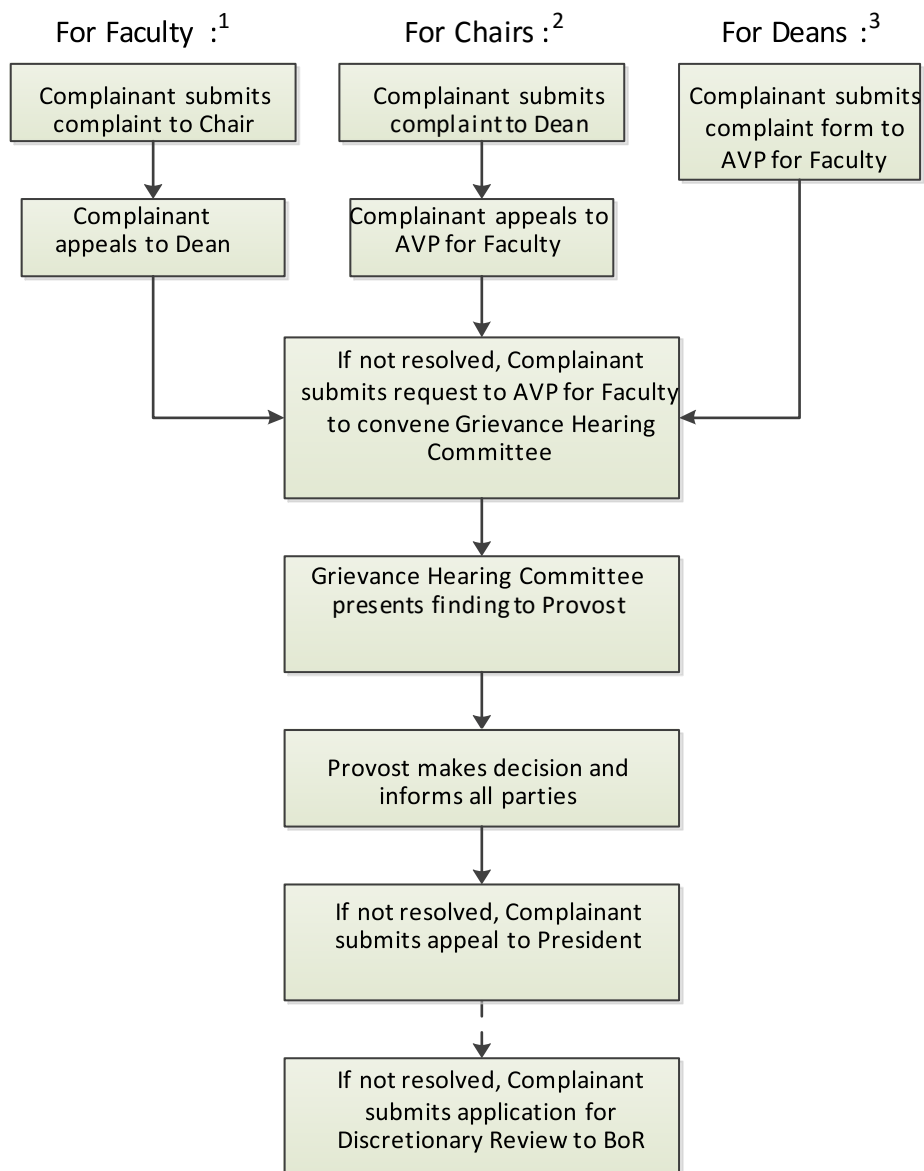 For Faculty :1
Complainant submits
complaint to Chair
Complainant
appeals to Dean
For Chairs :2
Complainant submits
complaint to Dean
Complainant appeals to
AVP for Faculty
For Deans :3
Complainant submits
complaint form to
AVP for Faculty
If not resolved, Complainant
submits request to AVP for Faculty
to convene Grievance Hearing
Committee
Grievance Hearing Committee
presents finding to Provost
Provost makes decision and
informs all parties
If not resolved, Complainant
submits appeal to President
If not resolved, Complainant
submits application for
Discretionary Review to BoR